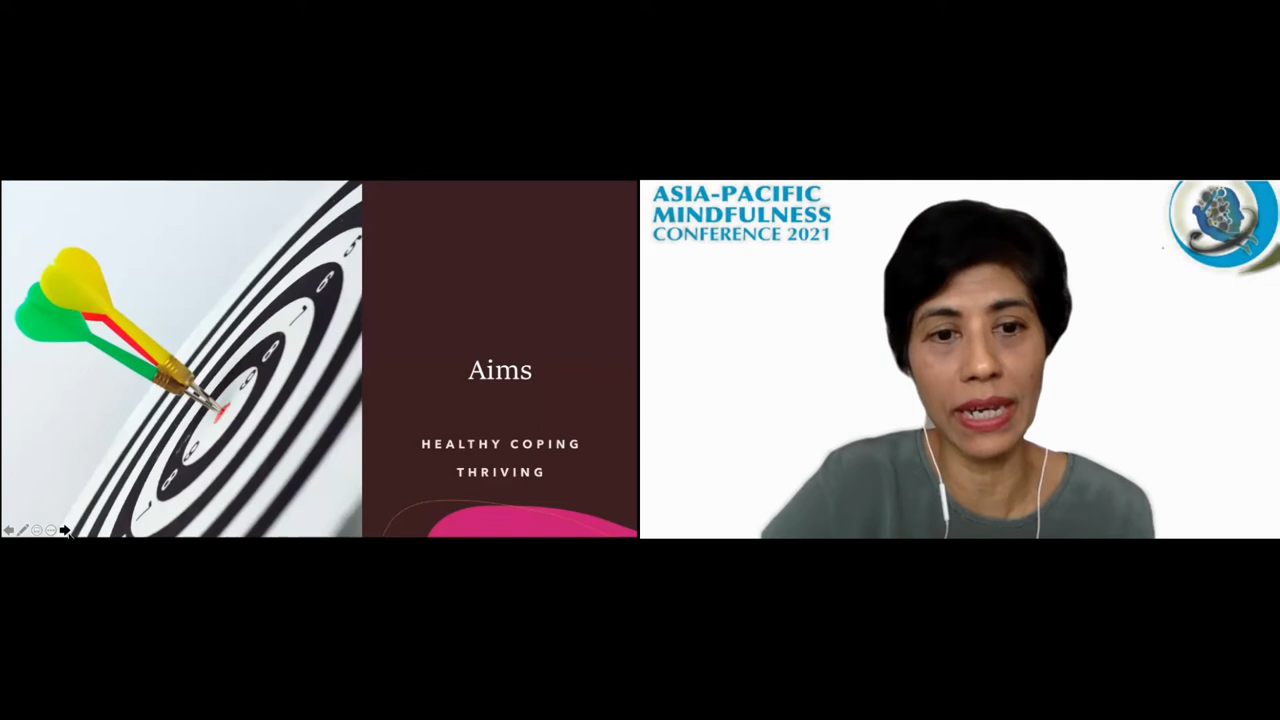 Aims
HEALTHY COPING
THRIVING
ASIA-PACIFIC
MINDFULNESS
CONFERENCE 2021